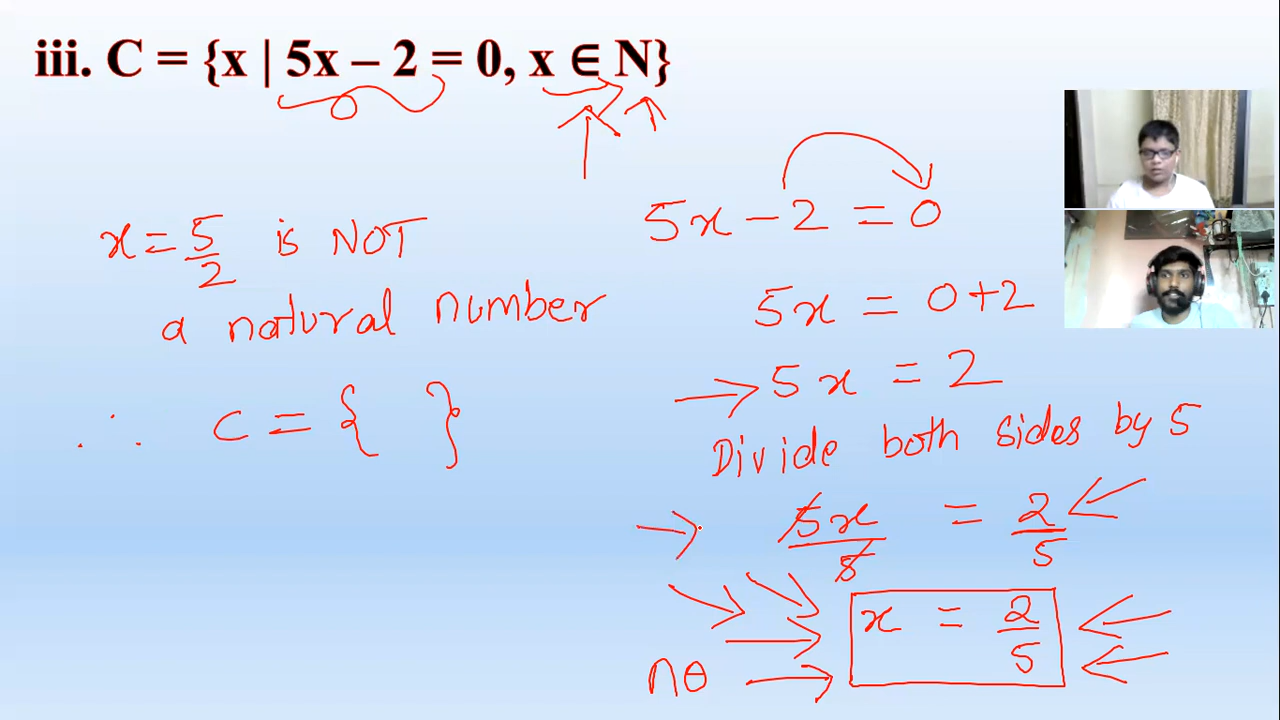 iii. C = {x | 5x – 2 = 0, x ∈ N}
x = 5/2 is NOT
a natural number
∴ C = { }
5x − 2 = 0
5x = 0+2
→ 5x = 2
Divide both sides by 5
→ 5x/5 = 2/5
x = 2/5
no